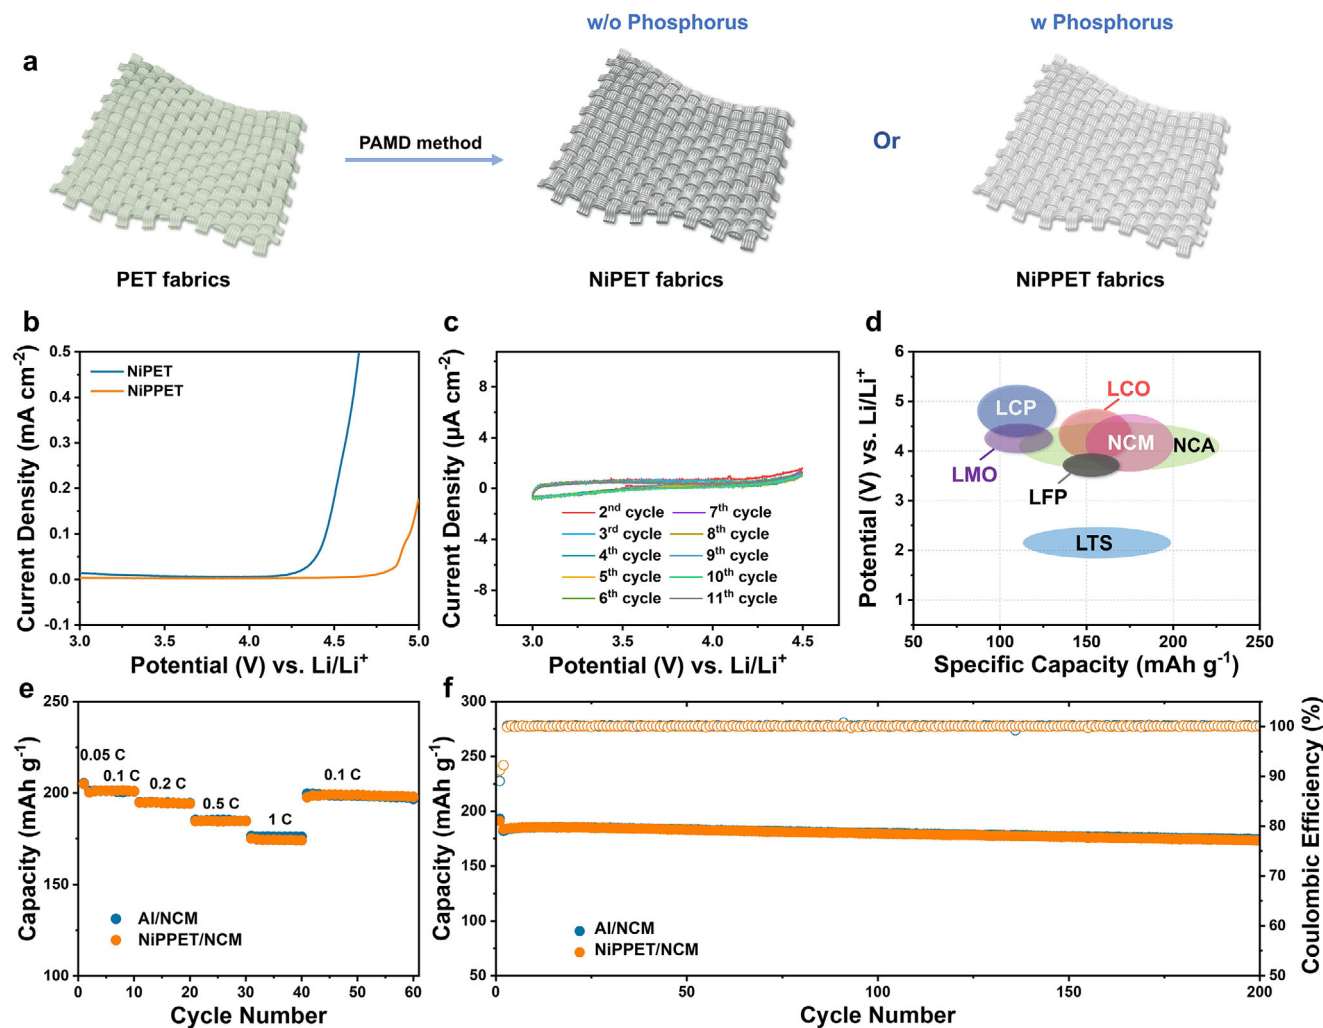 w/o Phosphorus
w Phosphorus
a
PAMD method
Or
PET fabrics
NiPET fabrics
NiPPET fabrics
b
Current Density (mA cm⁻²)
0.5
0.4
0.3
0.2
0.1
0.0
-0.1
NiPET
NiPPET
3.0
3.5
4.0
4.5
5.0
Potential (V) vs. Li/Li⁺
c
Current Density (μA cm⁻²)
8
4
0
-4
-8
2ⁿᵈ cycle
3ʳᵈ cycle
4ᵗʰ cycle
5ᵗʰ cycle
6ᵗʰ cycle
7ᵗʰ cycle
8ᵗʰ cycle
9ᵗʰ cycle
10ᵗʰ cycle
11ᵗʰ cycle
3.0
3.5
4.0
4.5
Potential (V) vs. Li/Li⁺
d
Potential (V) vs. Li/Li⁺
6
5
4
3
2
1
LCP
LCO
NCM
NCA
LMO
LFP
LTS
50
100
150
200
250
Specific Capacity (mAh g⁻¹)
e
Capacity (mAh g⁻¹)
250
200
150
100
0.05 C
0.1 C
0.2 C
0.5 C
1 C
0.1 C
Al/NCM
NiPPET/NCM
0
10
20
30
40
50
60
Cycle Number
f
Capacity (mAh g⁻¹)
300
250
200
150
100
50
Al/NCM
NiPPET/NCM
0
50
100
150
200
Cycle Number
100
90
80
70
60
50
Coulombic Efficiency (%)